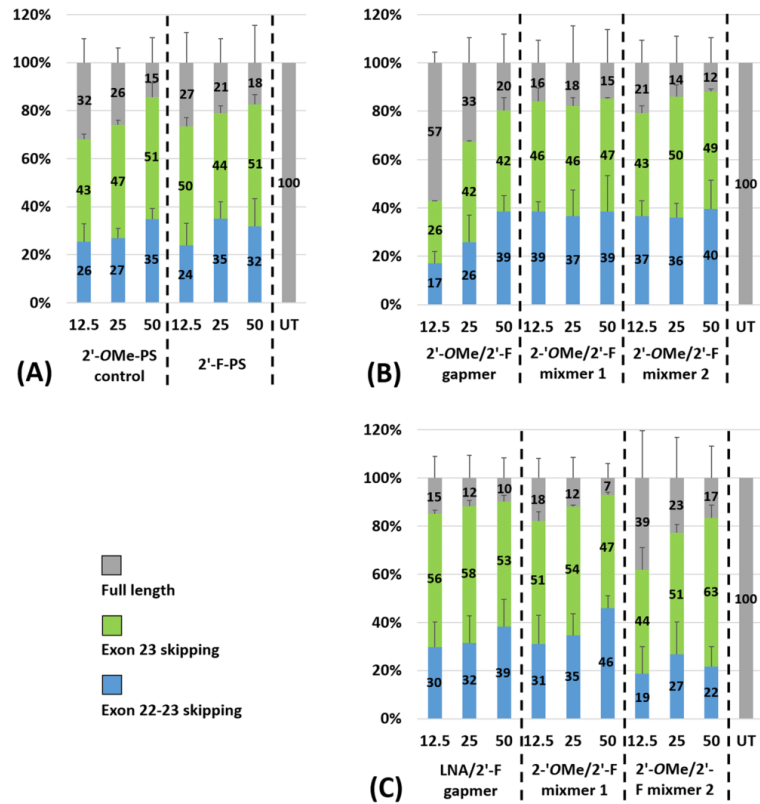 120%
100%
80%
60%
40%
20%
0%
32 26 15 27 21 18
43 47 51 50 44 51 100
26 27 35 24 35 32
12.5 25 50 12.5 25 50 UT
2'-OMe-PS control
2'-F-PS
(A)
120%
100%
80%
60%
40%
20%
0%
57 33 20 16 18 15 21 14 12
26 42 42 46 46 47 43 50 49 100
17 26 39 39 37 39 37 36 40
12.5 25 50 12.5 25 50 12.5 25 50 UT
2'-OMe/2'-F gapmer
2-'OMe/2'-F mixmer 1
2'-OMe/2'-F mixmer 2
(B)
Full length
Exon 23 skipping
Exon 22-23 skipping
120%
100%
80%
60%
40%
20%
0%
15 12 10 18 12 7 39 23 17
56 58 53 51 54 47 44 51 63 100
30 32 39 31 35 46 19 27 22
12.5 25 50 12.5 25 50 12.5 25 50 UT
LNA/2'-F gapmer
2-'OMe/2'-F mixmer 1
2'-OMe/2'-F mixmer 2
(C)